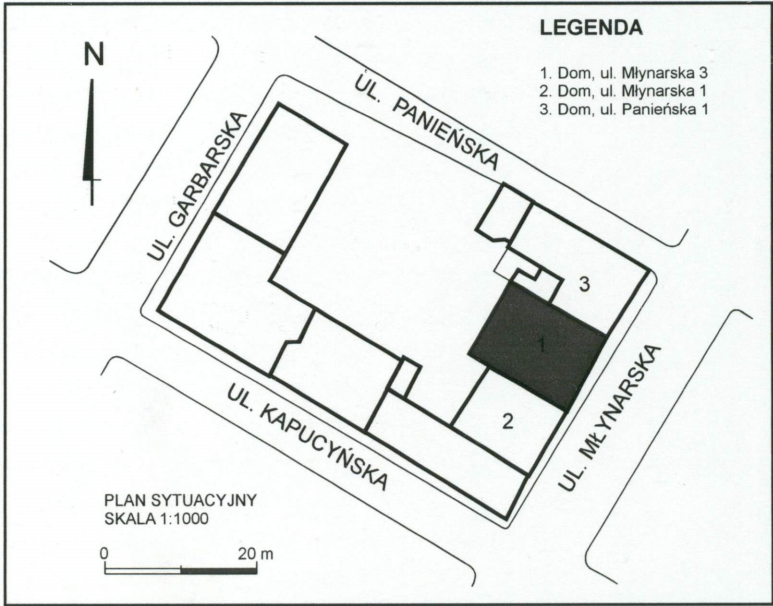 LEGENDA
1. Dom, ul. Młynarska 3
2. Dom, ul. Młynarska 1
3. Dom, ul. Panieńska 1
N
UL. PANIEŃSKA
UL. GARBARSKA
3
1
2
UL. MŁYNARSKA
UL. KAPUCYŃSKA
PLAN SYTUACYJNY
SKALA 1:1000
0 20 m